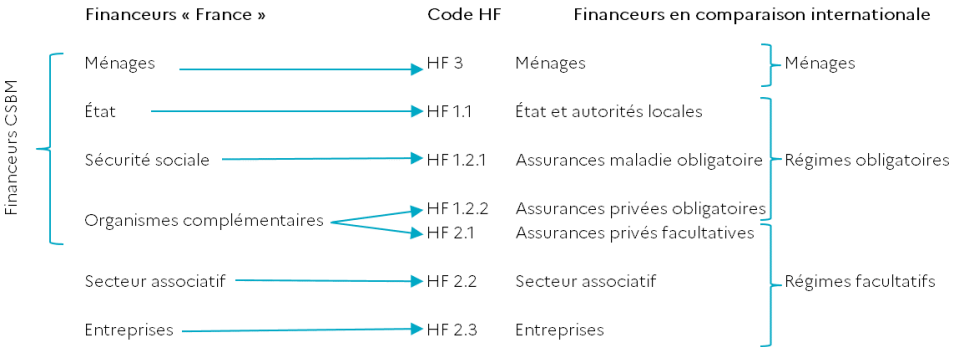 Financeurs « France » Code HF Financeurs en comparaison internationale
Financeurs CSBM
Ménages HF 3 Ménages Ménages
État HF 1.1 État et autorités locales
Sécurité sociale HF 1.2.1 Assurances maladie obligatoire Régimes obligatoires
Organismes complémentaires HF 1.2.2 Assurances privées obligatoires
HF 2.1 Assurances privés facultatives
Secteur associatif HF 2.2 Secteur associatif Régimes facultatifs
Entreprises HF 2.3 Entreprises